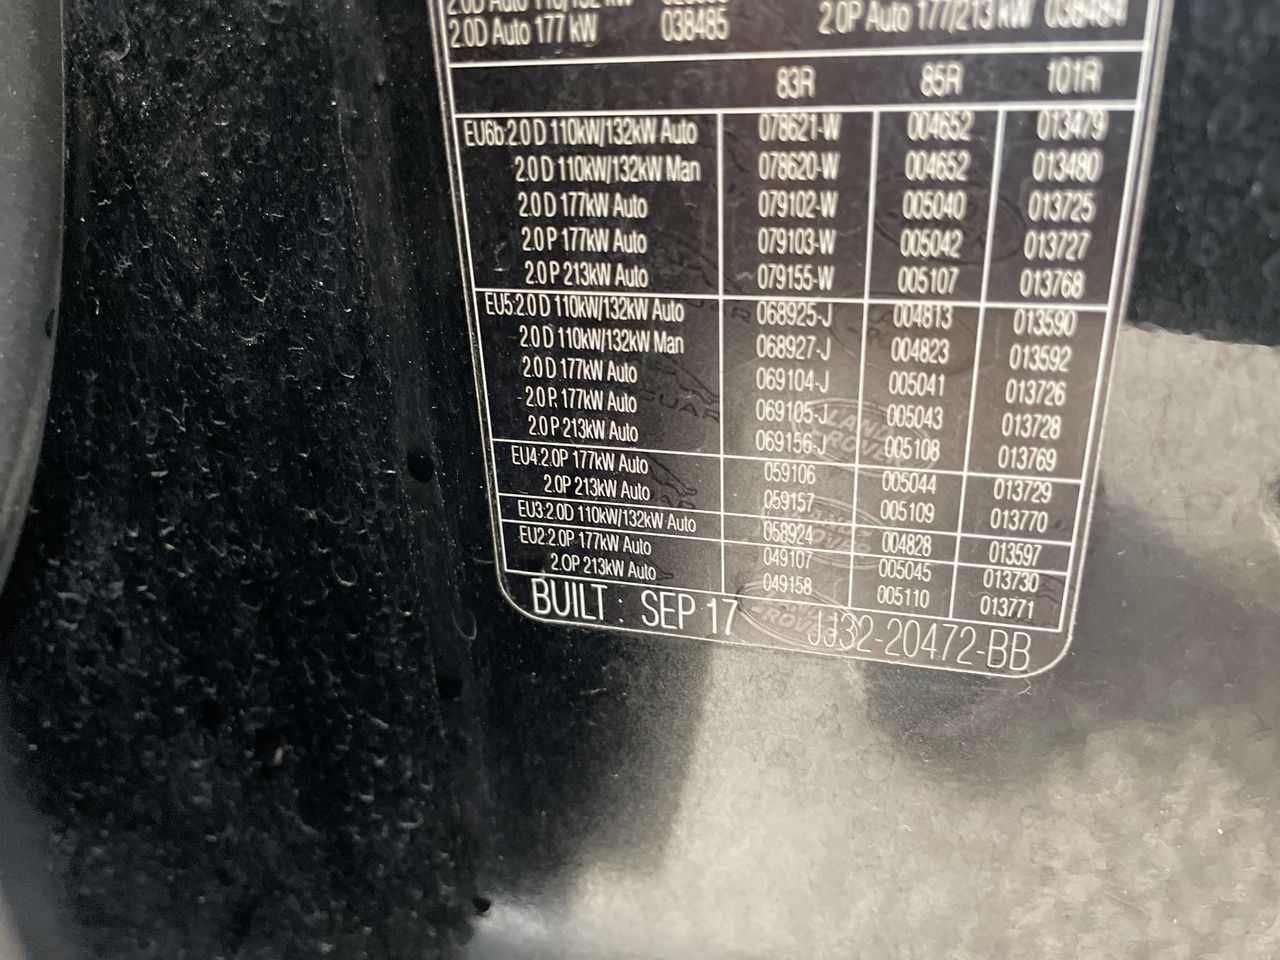 2.0D Auto 110/132 kW
2.0D Auto 177 kW 038485 2.0P Auto 177/213 kW 038484
83R 85R 101R
EU6b:2.0 D 110kW/132kW Auto 078621-W 004652 013479
2.0 D 110kW/132kW Man 078620-W 004652 013480
2.0 D 177kW Auto 079102-W 005040 013725
2.0 P 177kW Auto 079103-W 005042 013727
2.0 P 213kW Auto 079155-W 005107 013768
EU5:2.0 D 110kW/132kW Auto 068925-J 004813 013590
2.0 D 110kW/132kW Man 068927-J 004823 013592
2.0 D 177kW Auto 069104-J 005041 013726
2.0 P. 177kW Auto 069105-J 005043 013728
2.0 P 213kW Auto 069156-J 005108 013769
EU4:2.0P 177kW Auto 059106 005044 013729
2.0P 213kW Auto 059157 005109 013770
EU3:2.0D 110kW/132kW Auto 058924 004828 013597
EU2:2.0P 177kW Auto 049107 005045 013730
2.0P 213kW Auto 049158 005110 013771
BUILT : SEP 17 JJ32-20472-BB